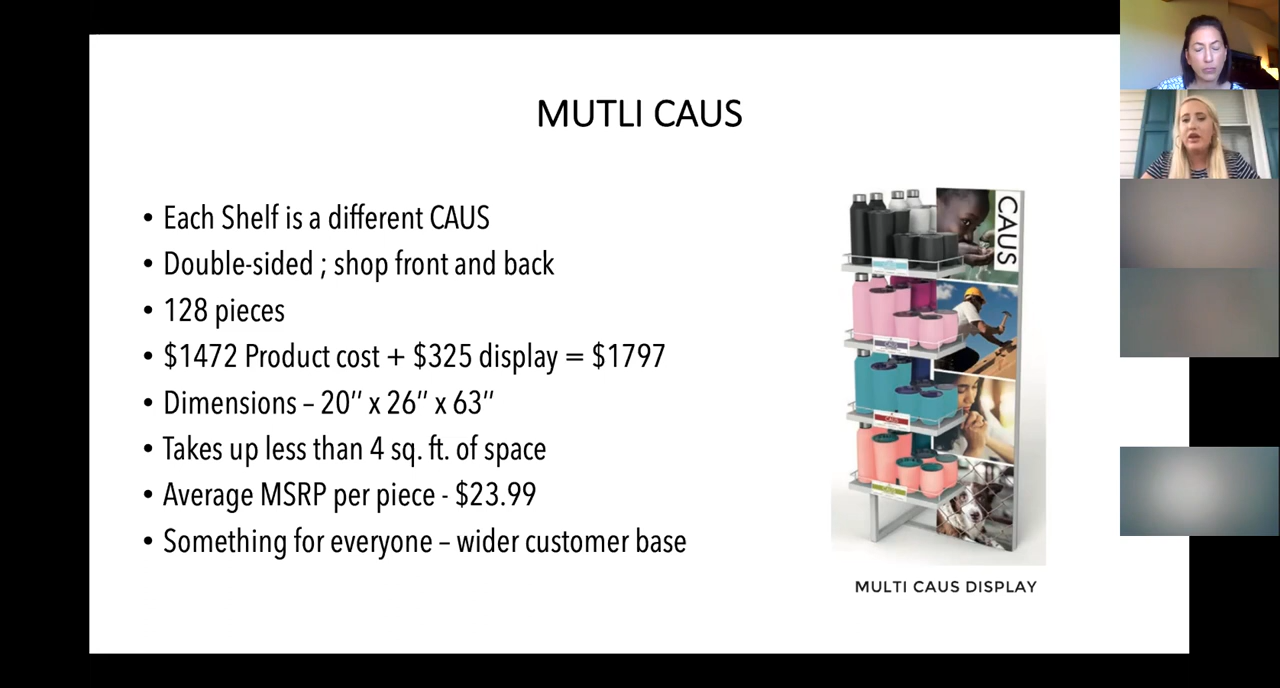 MUTLI CAUS
• Each Shelf is a different CAUS
• Double-sided ; shop front and back
• 128 pieces
• $1472 Product cost + $325 display = $1797
• Dimensions – 20” x 26” x 63”
• Takes up less than 4 sq. ft. of space
• Average MSRP per piece - $23.99
• Something for everyone – wider customer base
CAUS
CAUS
MULTI CAUS DISPLAY